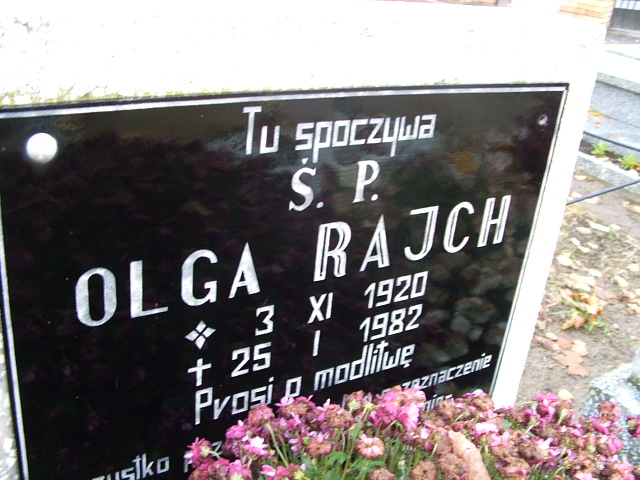 Tu spoczywa
Ś. P.
OLGA RAJCH
3 XI 1920
† 25 I 1982
Prosi o modlitwę